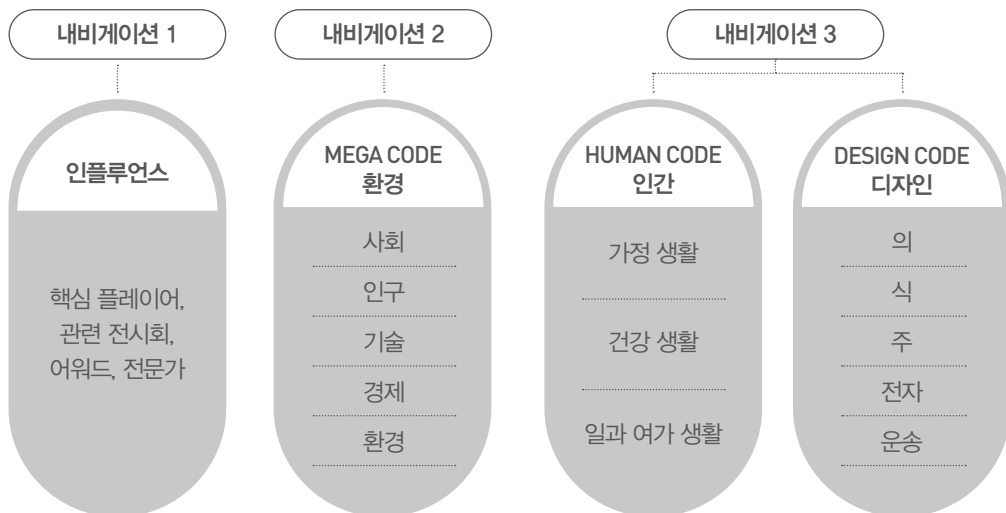 내비게이션 1
내비게이션 2
내비게이션 3
인플루언스
핵심 플레이어,
관련 전시회,
어워드, 전문가
MEGA CODE
환경
사회
인구
기술
경제
환경
HUMAN CODE
인간
가정 생활
건강 생활
일과 여가 생활
DESIGN CODE
디자인
의
식
주
전자
운송